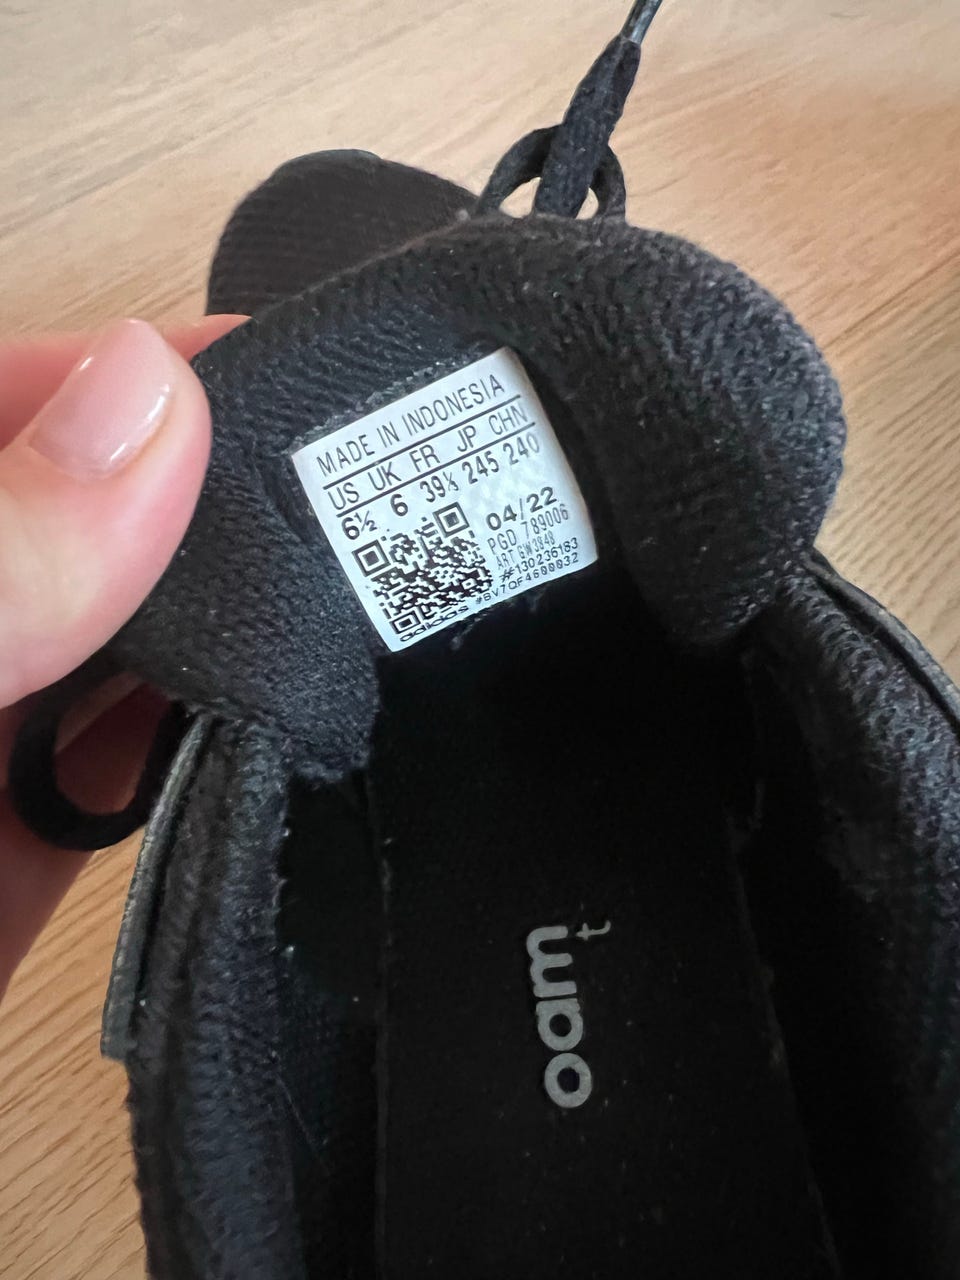 MADE IN INDONESIA
US UK FR JP CHN
6½ 6 39⅓ 245 240
04/22
PGD 789006
ART GW3848
#130236183
#BV7QF4600032
adidas
oam
t